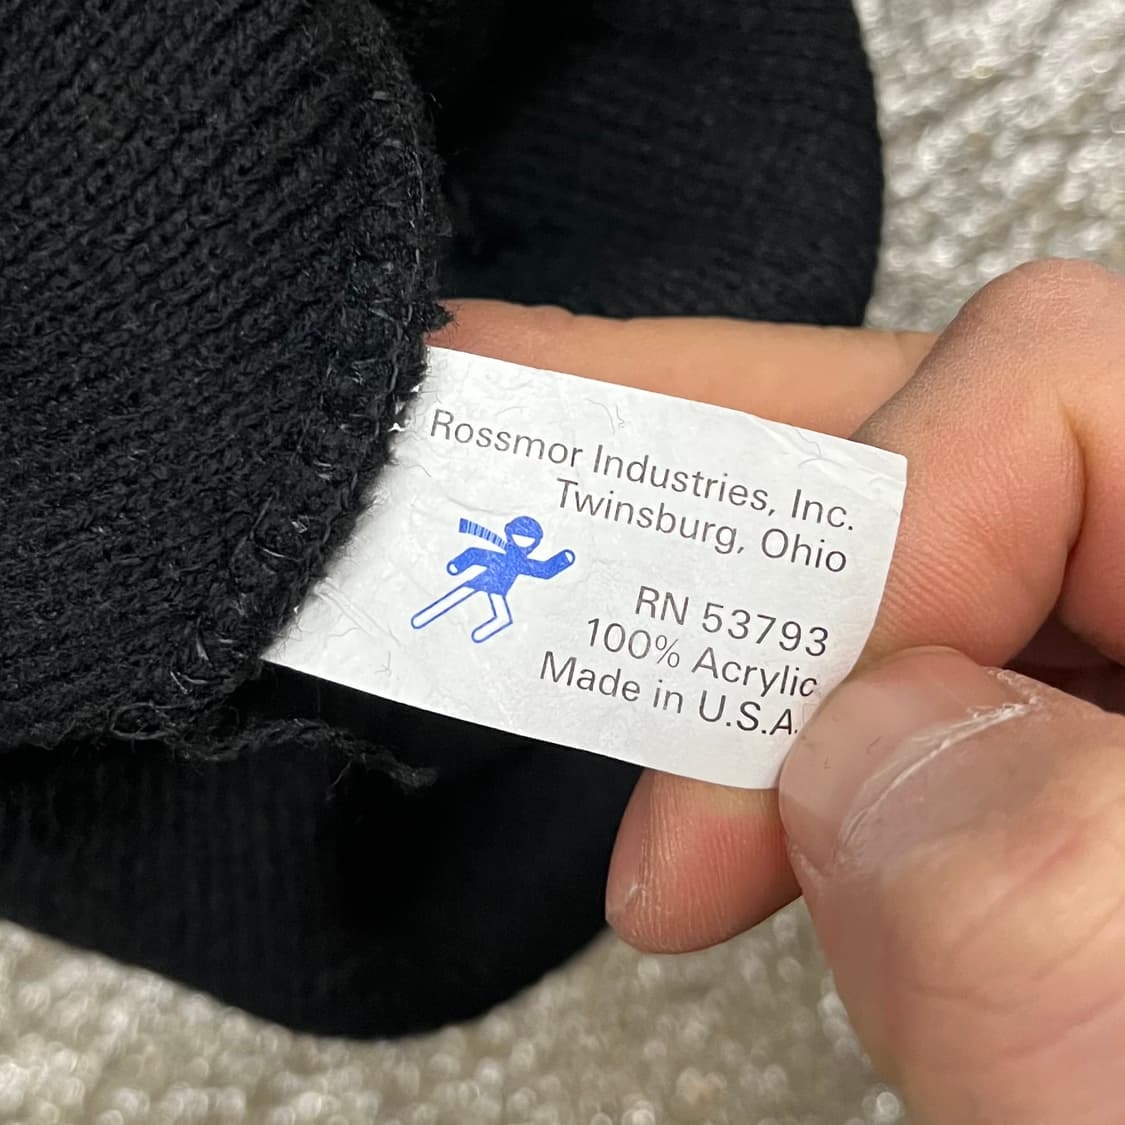 Rossmor Industries, Inc.
Twinsburg, Ohio
RN 53793
100% Acrylic
Made in U.S.A.